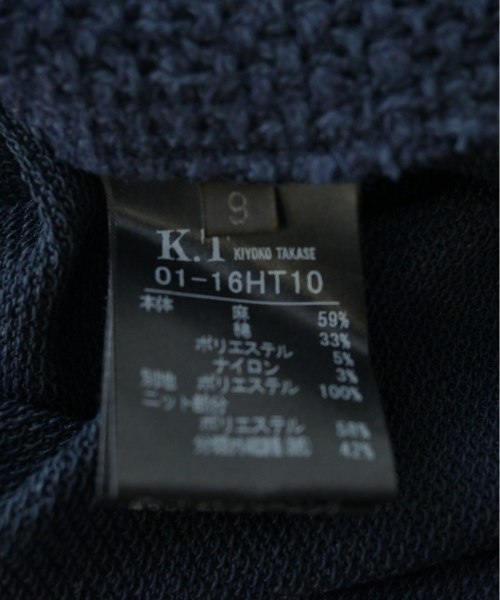 9
K.T KIYOKO TAKASE
01-16HT10
本体 麻 59%
綿 33%
ポリエステル 5%
ナイロン 3%
別地 ポリエステル 100%
ニット部分
ポリエステル 58%
42%